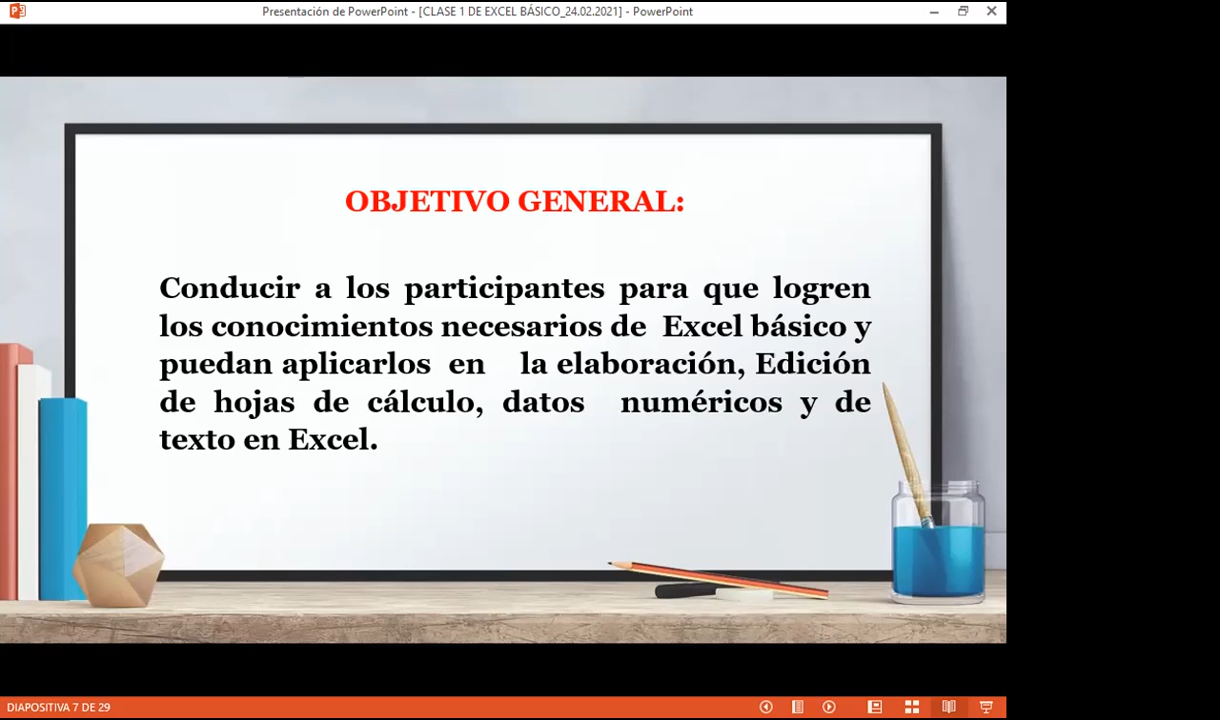 Presentación de PowerPoint - [CLASE 1 DE EXCEL BÁSICO_24.02.2021] - PowerPoint
OBJETIVO GENERAL:
Conducir a los participantes para que logren
los conocimientos necesarios de Excel básico y
puedan aplicarlos en la elaboración, Edición
de hojas de cálculo, datos numéricos y de
texto en Excel.
DIAPOSITIVA 7 DE 29